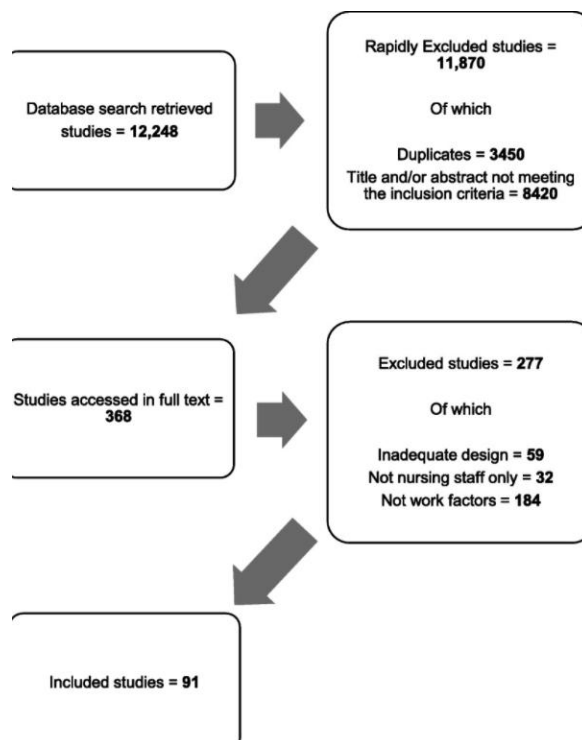 Database search retrieved
studies = 12,248
Rapidly Excluded studies =
11,870
Of which
Duplicates = 3450
Title and/or abstract not meeting
the inclusion criteria = 8420
Studies accessed in full text =
368
Excluded studies = 277
Of which
Inadequate design = 59
Not nursing staff only = 32
Not work factors = 184
Included studies = 91